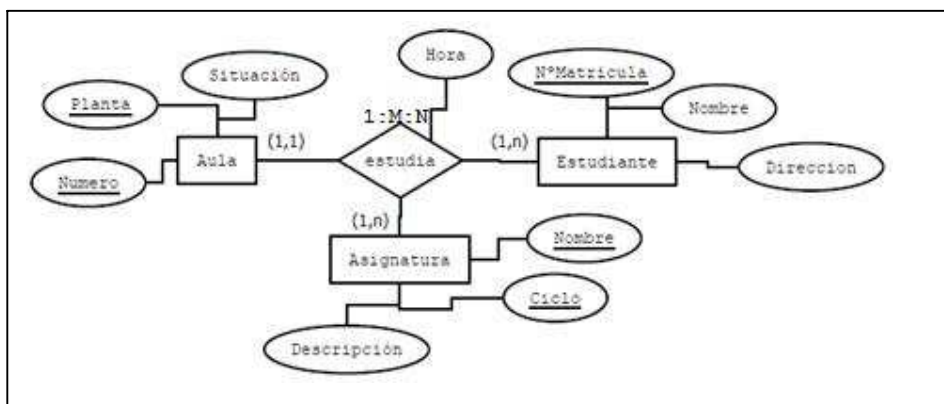 Hora
Situación
NºMatricula
Planta
Nombre
1:M:N
(1,1)
(1,n)
Aula
estudia
Estudiante
Direccion
Numero
(1,n)
Nombre
Asignatura
Ciclo
Descripción